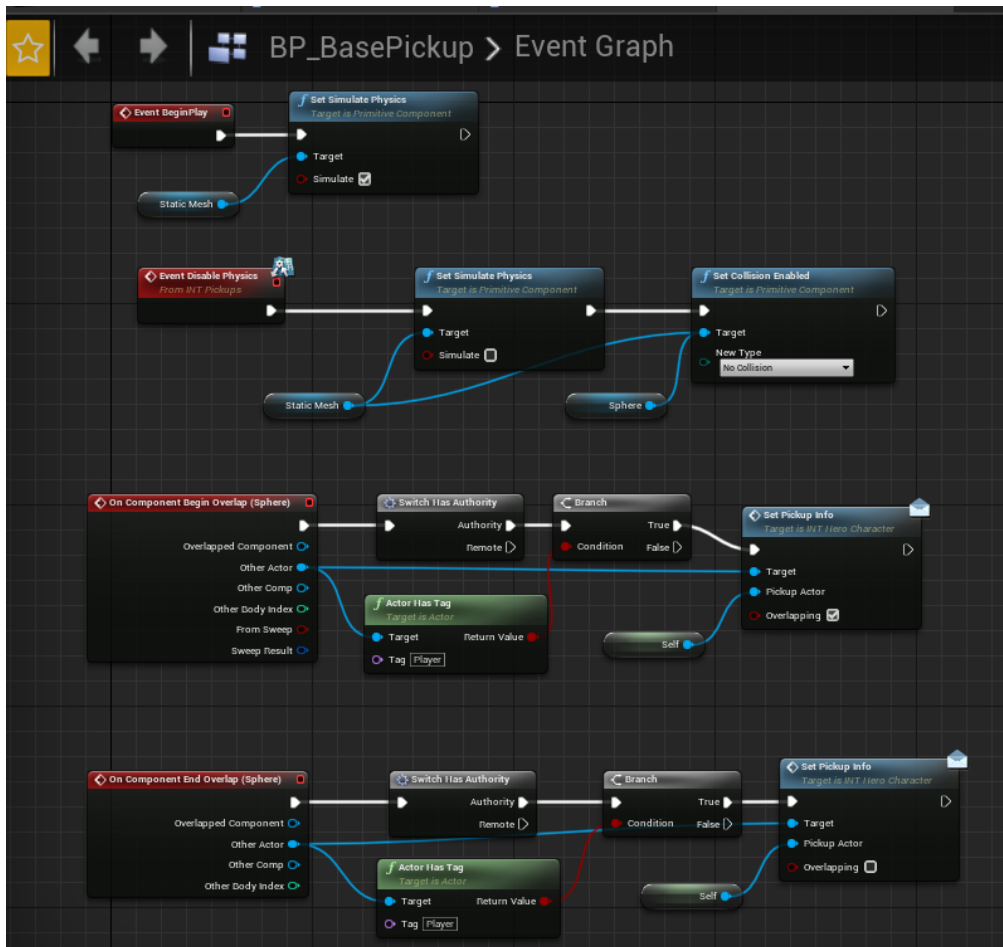 BP_BasePickup > Event Graph
Event BeginPlay
Set Simulate Physics
Target is Primitive Component
Target
Simulate
Static Mesh
Event Disable Physics
From INT Pickups
Set Simulate Physics
Target is Primitive Component
Target
Simulate
Static Mesh
Set Collision Enabled
Target is Primitive Component
Target
New Type
No Collision
Sphere
On Component Begin Overlap (Sphere)
Overlapped Component
Other Actor
Other Comp
Other Body Index
From Sweep
Sweep Result
Switch Has Authority
Authority
Remote
Actor Has Tag
Target is Actor
Target Return Value
Tag Player
Branch
True
Condition False
Set Pickup Info
Target is INT Hero Character
Target
Pickup Actor
Overlapping
Self
On Component End Overlap (Sphere)
Overlapped Component
Other Actor
Other Comp
Other Body Index
Switch Has Authority
Authority
Remote
Actor Has Tag
Target is Actor
Target Return Value
Tag Player
Branch
True
Condition False
Set Pickup Info
Target is INT Hero Character
Target
Pickup Actor
Overlapping
Self